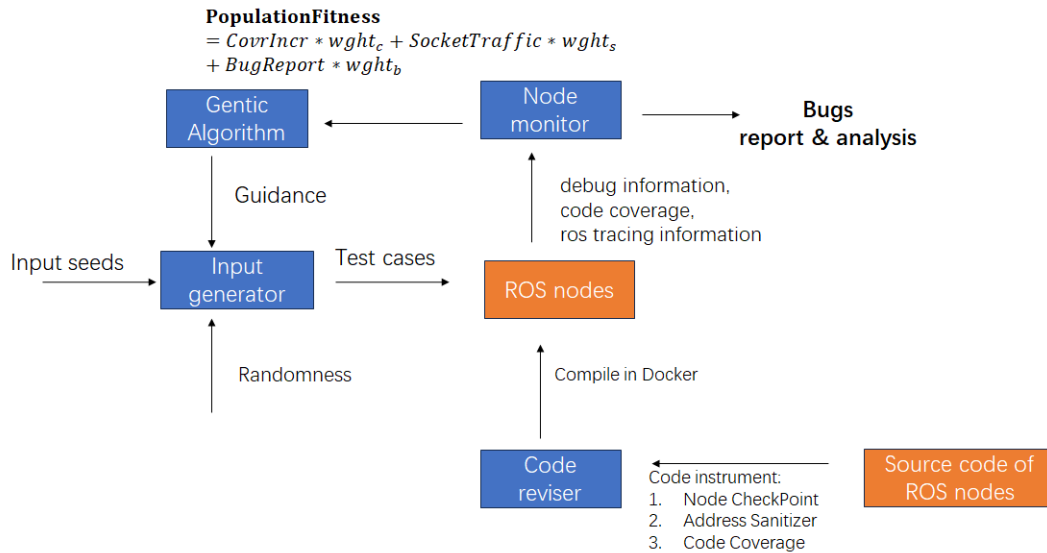 PopulationFitness
= CovrIncr * wght_c + SocketTraffic * wght_s
+ BugReport * wght_b
Gentic
Algorithm
Node
monitor
Bugs
report & analysis
Guidance
debug information,
code coverage,
ros tracing information
Input seeds
Input
generator
Test cases
ROS nodes
Randomness
Compile in Docker
Code
reviser
Code instrument:
1. Node CheckPoint
2. Address Sanitizer
3. Code Coverage
Source code of
ROS nodes